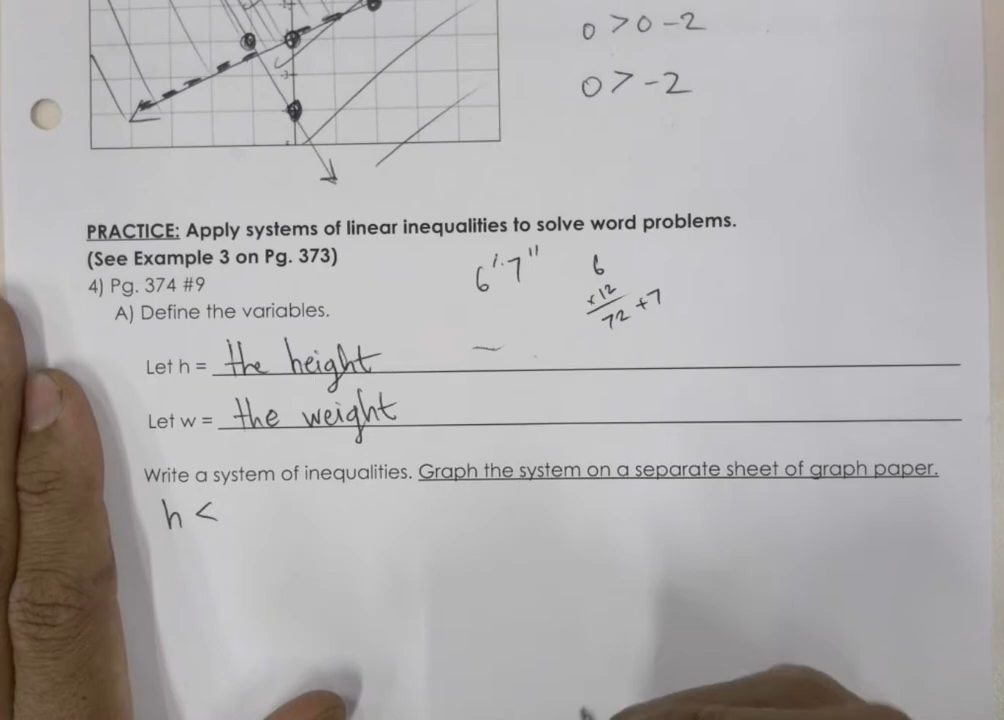 0 > 0 - 2
0 > -2
-3
PRACTICE: Apply systems of linear inequalities to solve word problems.
(See Example 3 on Pg. 373)
4) Pg. 374 #9
6' 7"
6
×12
72 +7
A) Define the variables.
Let h = the height
Let w = the weight
Write a system of inequalities. Graph the system on a separate sheet of graph paper.
h <